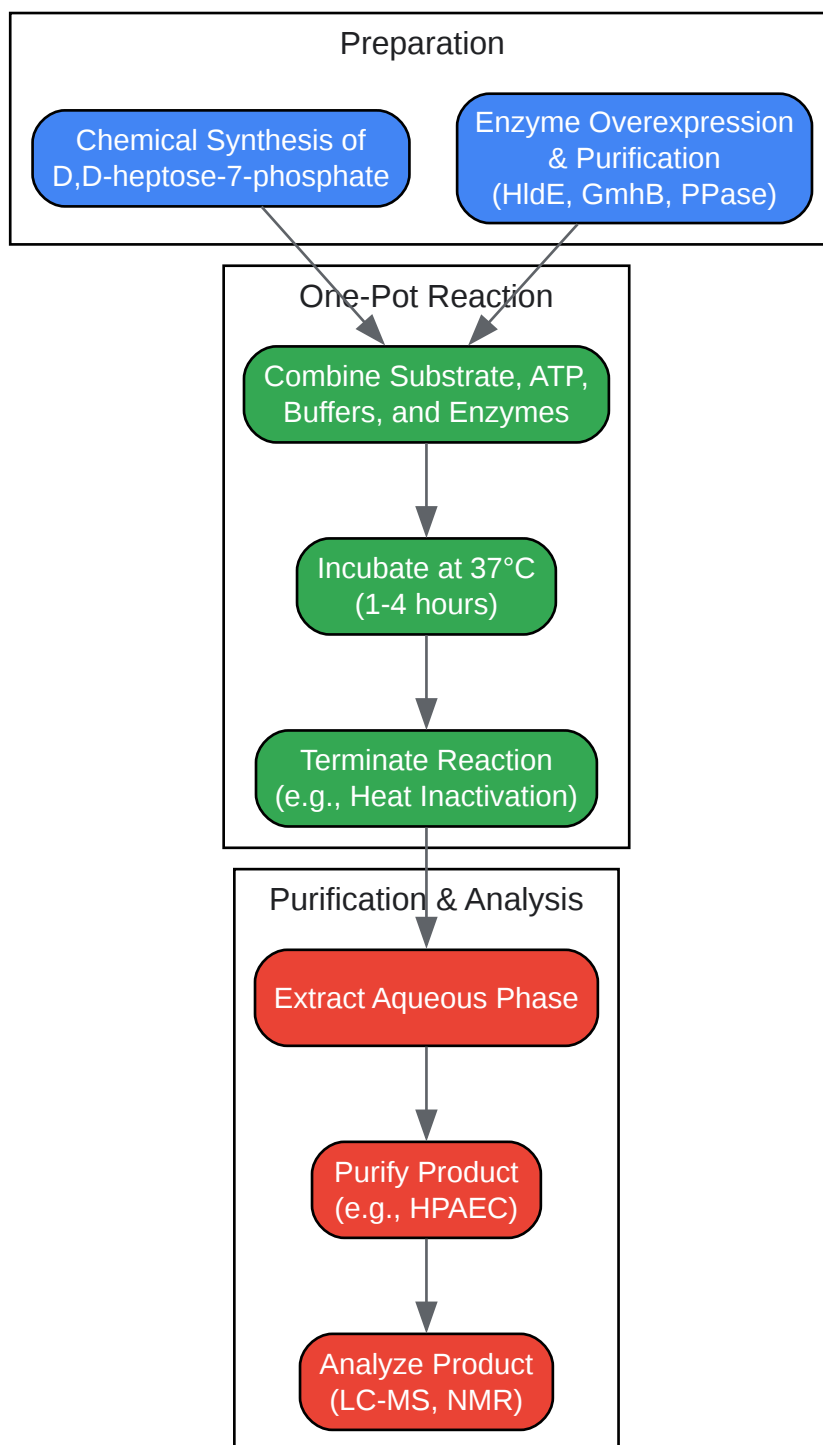 Preparation
Chemical Synthesis of
D,D-heptose-7-phosphate
Enzyme Overexpression
& Purification
(HldE, GmhB, PPase)
One-Pot Reaction
Combine Substrate, ATP,
Buffers, and Enzymes
Incubate at 37°C
(1-4 hours)
Terminate Reaction
(e.g., Heat Inactivation)
Purification & Analysis
Extract Aqueous Phase
Purify Product
(e.g., HPAEC)
Analyze Product
(LC-MS, NMR)